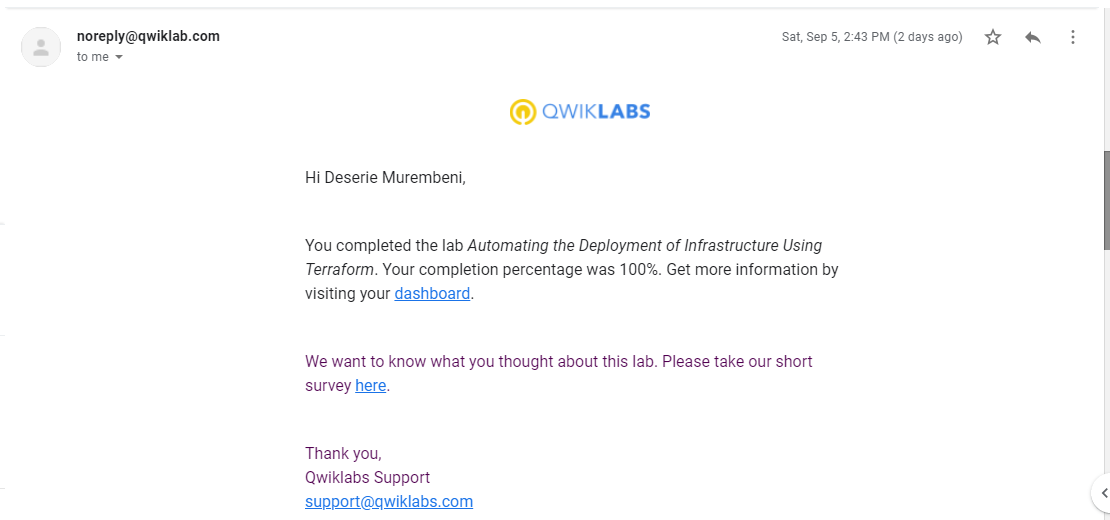 noreply@qwiklab.com
Sat, Sep 5, 2:43 PM (2 days ago)
to me
QWIKLABS
Hi Deserie Murembeni,
You completed the lab Automating the Deployment of Infrastructure Using
Terraform. Your completion percentage was 100%. Get more information by
visiting your dashboard.
We want to know what you thought about this lab. Please take our short
survey here.
Thank you,
Qwiklabs Support
support@qwiklabs.com